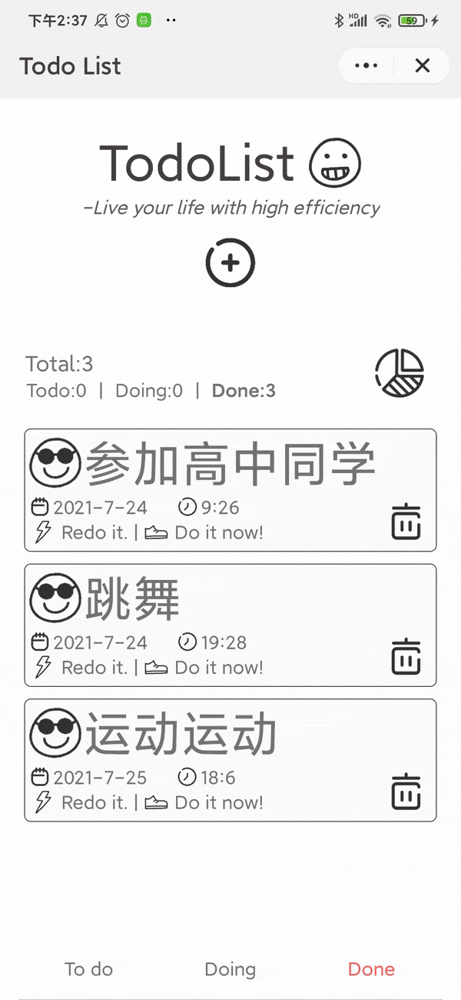 下午2:37
HD
59
Todo List
TodoList
-Live your life with high efficiency
Total:3
Todo:0 | Doing:0 | Done:3
参加高中同学
2021-7-24 9:26
Redo it. | Do it now!
跳舞
2021-7-24 19:28
Redo it. | Do it now!
运动运动
2021-7-25 18:6
Redo it. | Do it now!
To do Doing Done